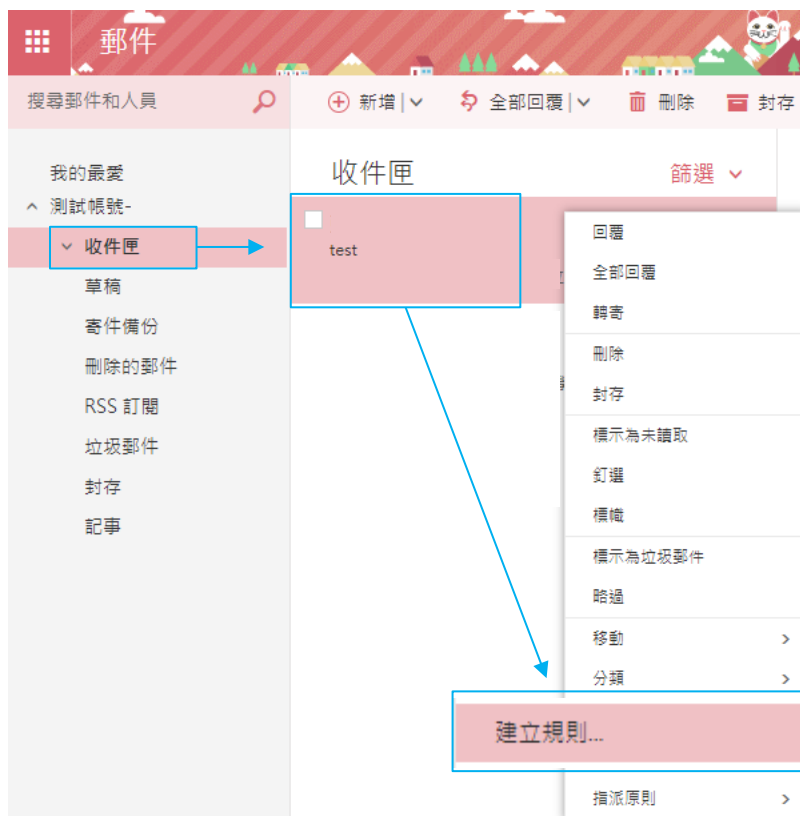 郵件
搜尋郵件和人員
新增
全部回覆
刪除
封存
我的最愛
測試帳號-
收件匣
草稿
寄件備份
刪除的郵件
RSS 訂閱
垃圾郵件
封存
記事
收件匣
篩選
test
回覆
全部回覆
轉寄
刪除
封存
標示為未讀取
釘選
標幟
標示為垃圾郵件
略過
移動
分類
建立規則...
指派原則